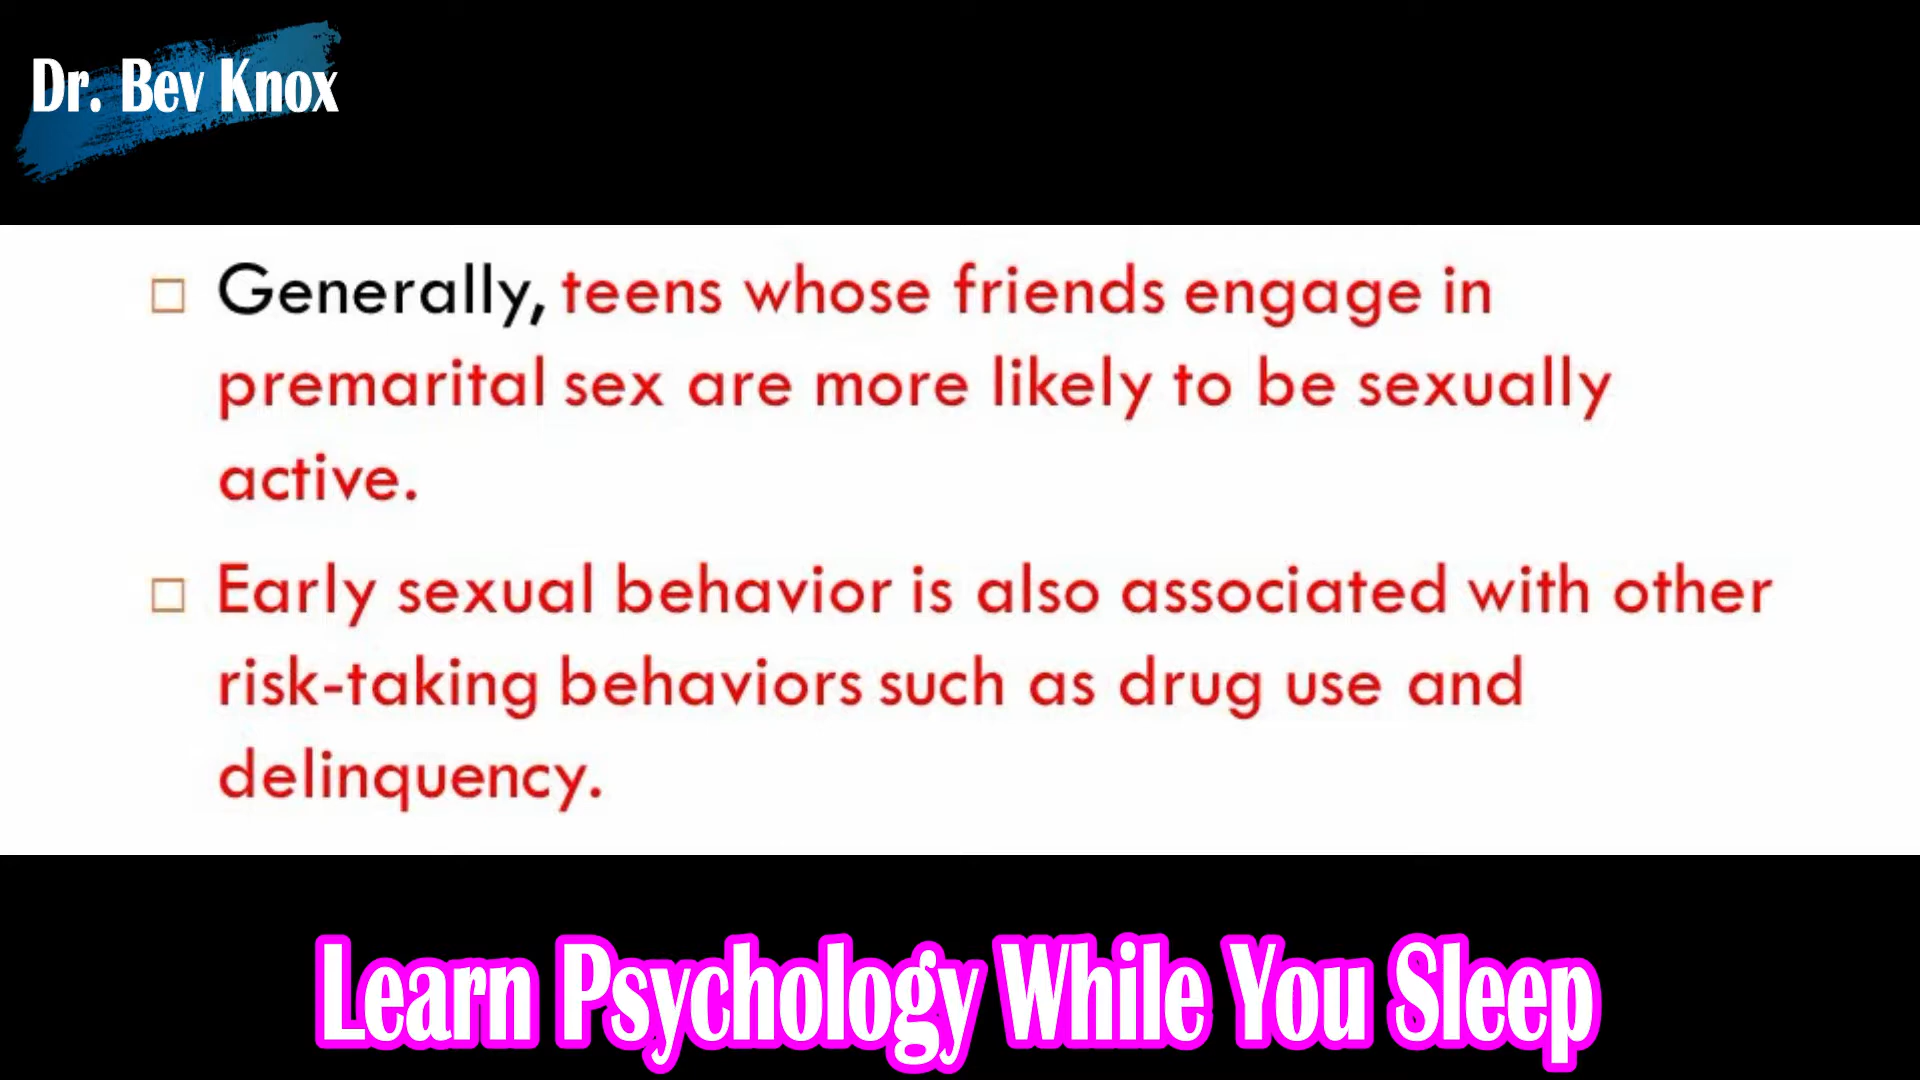 Dr. Bev Knox
Generally, teens whose friends engage in
premarital sex are more likely to be sexually
active.
Early sexual behavior is also associated with other
risk-taking behaviors such as drug use and
delinquency.
Learn Psychology While You Sleep